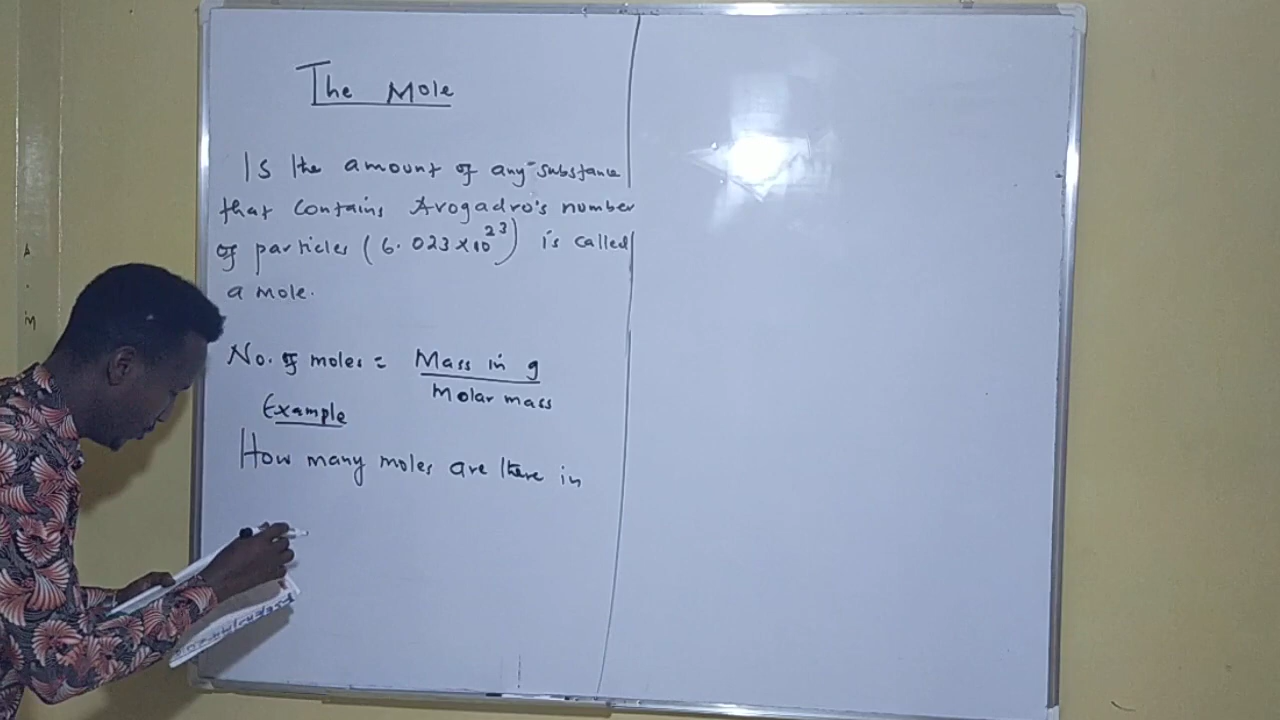 The Mole
Is the amount of any substance
that contains Avogadro's number
of particles (6.023 x 10²³) is called
a mole.
No. of moles = Mass in g
Molar mass
Example
How many moles are there in